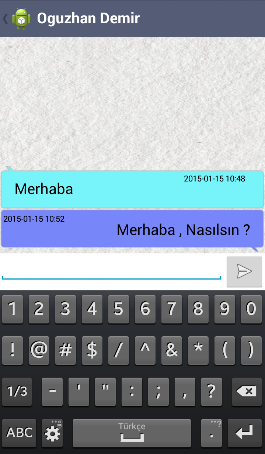 Oguzhan Demir
2015-01-15 10:48
Merhaba
2015-01-15 10:52
Merhaba , Nasılsın ?
1 2 3 4 5 6 7 8 9 0
! @ # $ / ^ & * ( )
1/3 - ' " : ; , ?
ABC Türkçe .